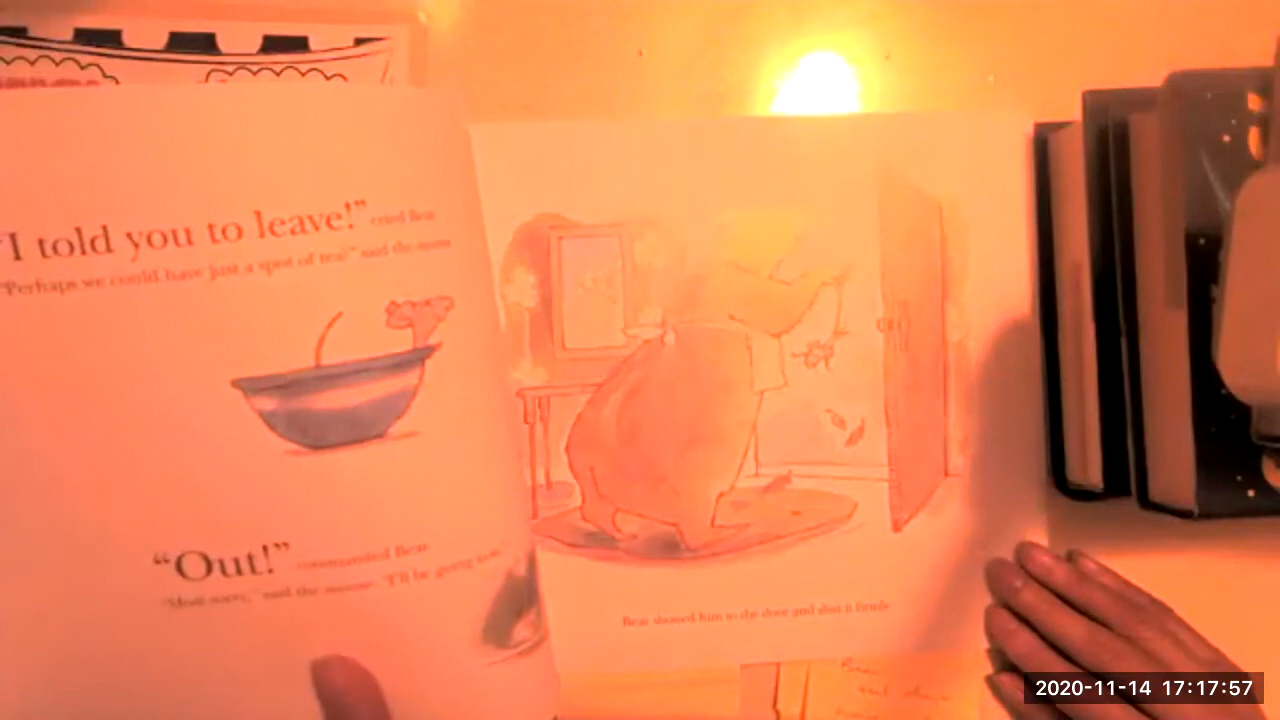 "I told you to leave!" cried Bear.
"Perhaps we could have just a spot of tea?" said the mouse.
"Out!" commanded Bear.
"Most sorry," said the mouse. "I'll be going
Bear showed him to the door and shut it firmly.
2020-11-14 17:17:57